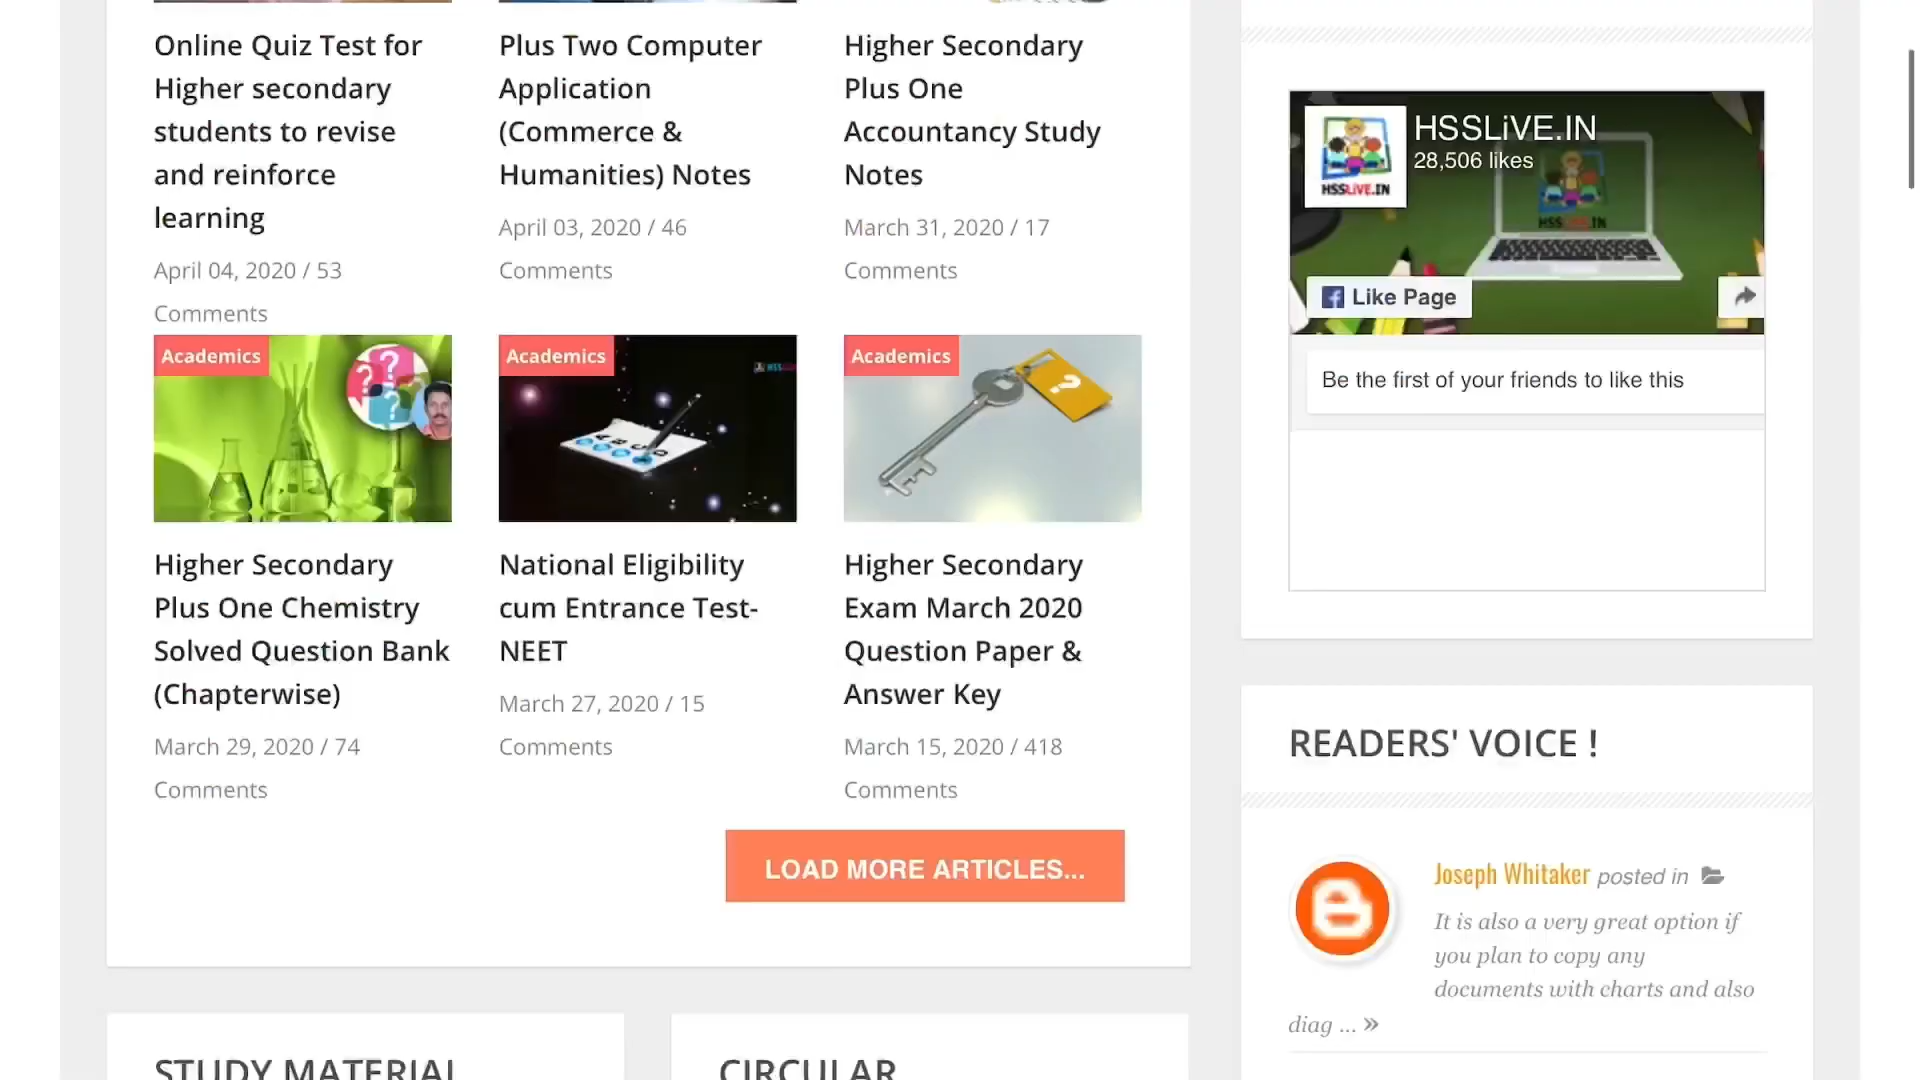 Online Quiz Test for
Higher secondary
students to revise
and reinforce
learning
April 04, 2020 / 53
Comments
Plus Two Computer
Application
(Commerce &
Humanities) Notes
April 03, 2020 / 46
Comments
Higher Secondary
Plus One
Accountancy Study
Notes
March 31, 2020 / 17
Comments
Academics
Higher Secondary
Plus One Chemistry
Solved Question Bank
(Chapterwise)
March 29, 2020 / 74
Comments
Academics
National Eligibility
cum Entrance Test-
NEET
March 27, 2020 / 15
Comments
Academics
?
Higher Secondary
Exam March 2020
Question Paper &
Answer Key
March 15, 2020 / 418
Comments
LOAD MORE ARTICLES...
STUDY MATERIAL
CIRCULAR
HSSLiVE.IN
HSSLiVE.IN
28,506 likes
HSSLiVE.IN
Like Page
Be the first of your friends to like this
READERS' VOICE !
Joseph Whitaker posted in
It is also a very great option if
you plan to copy any
documents with charts and also
diag ... »